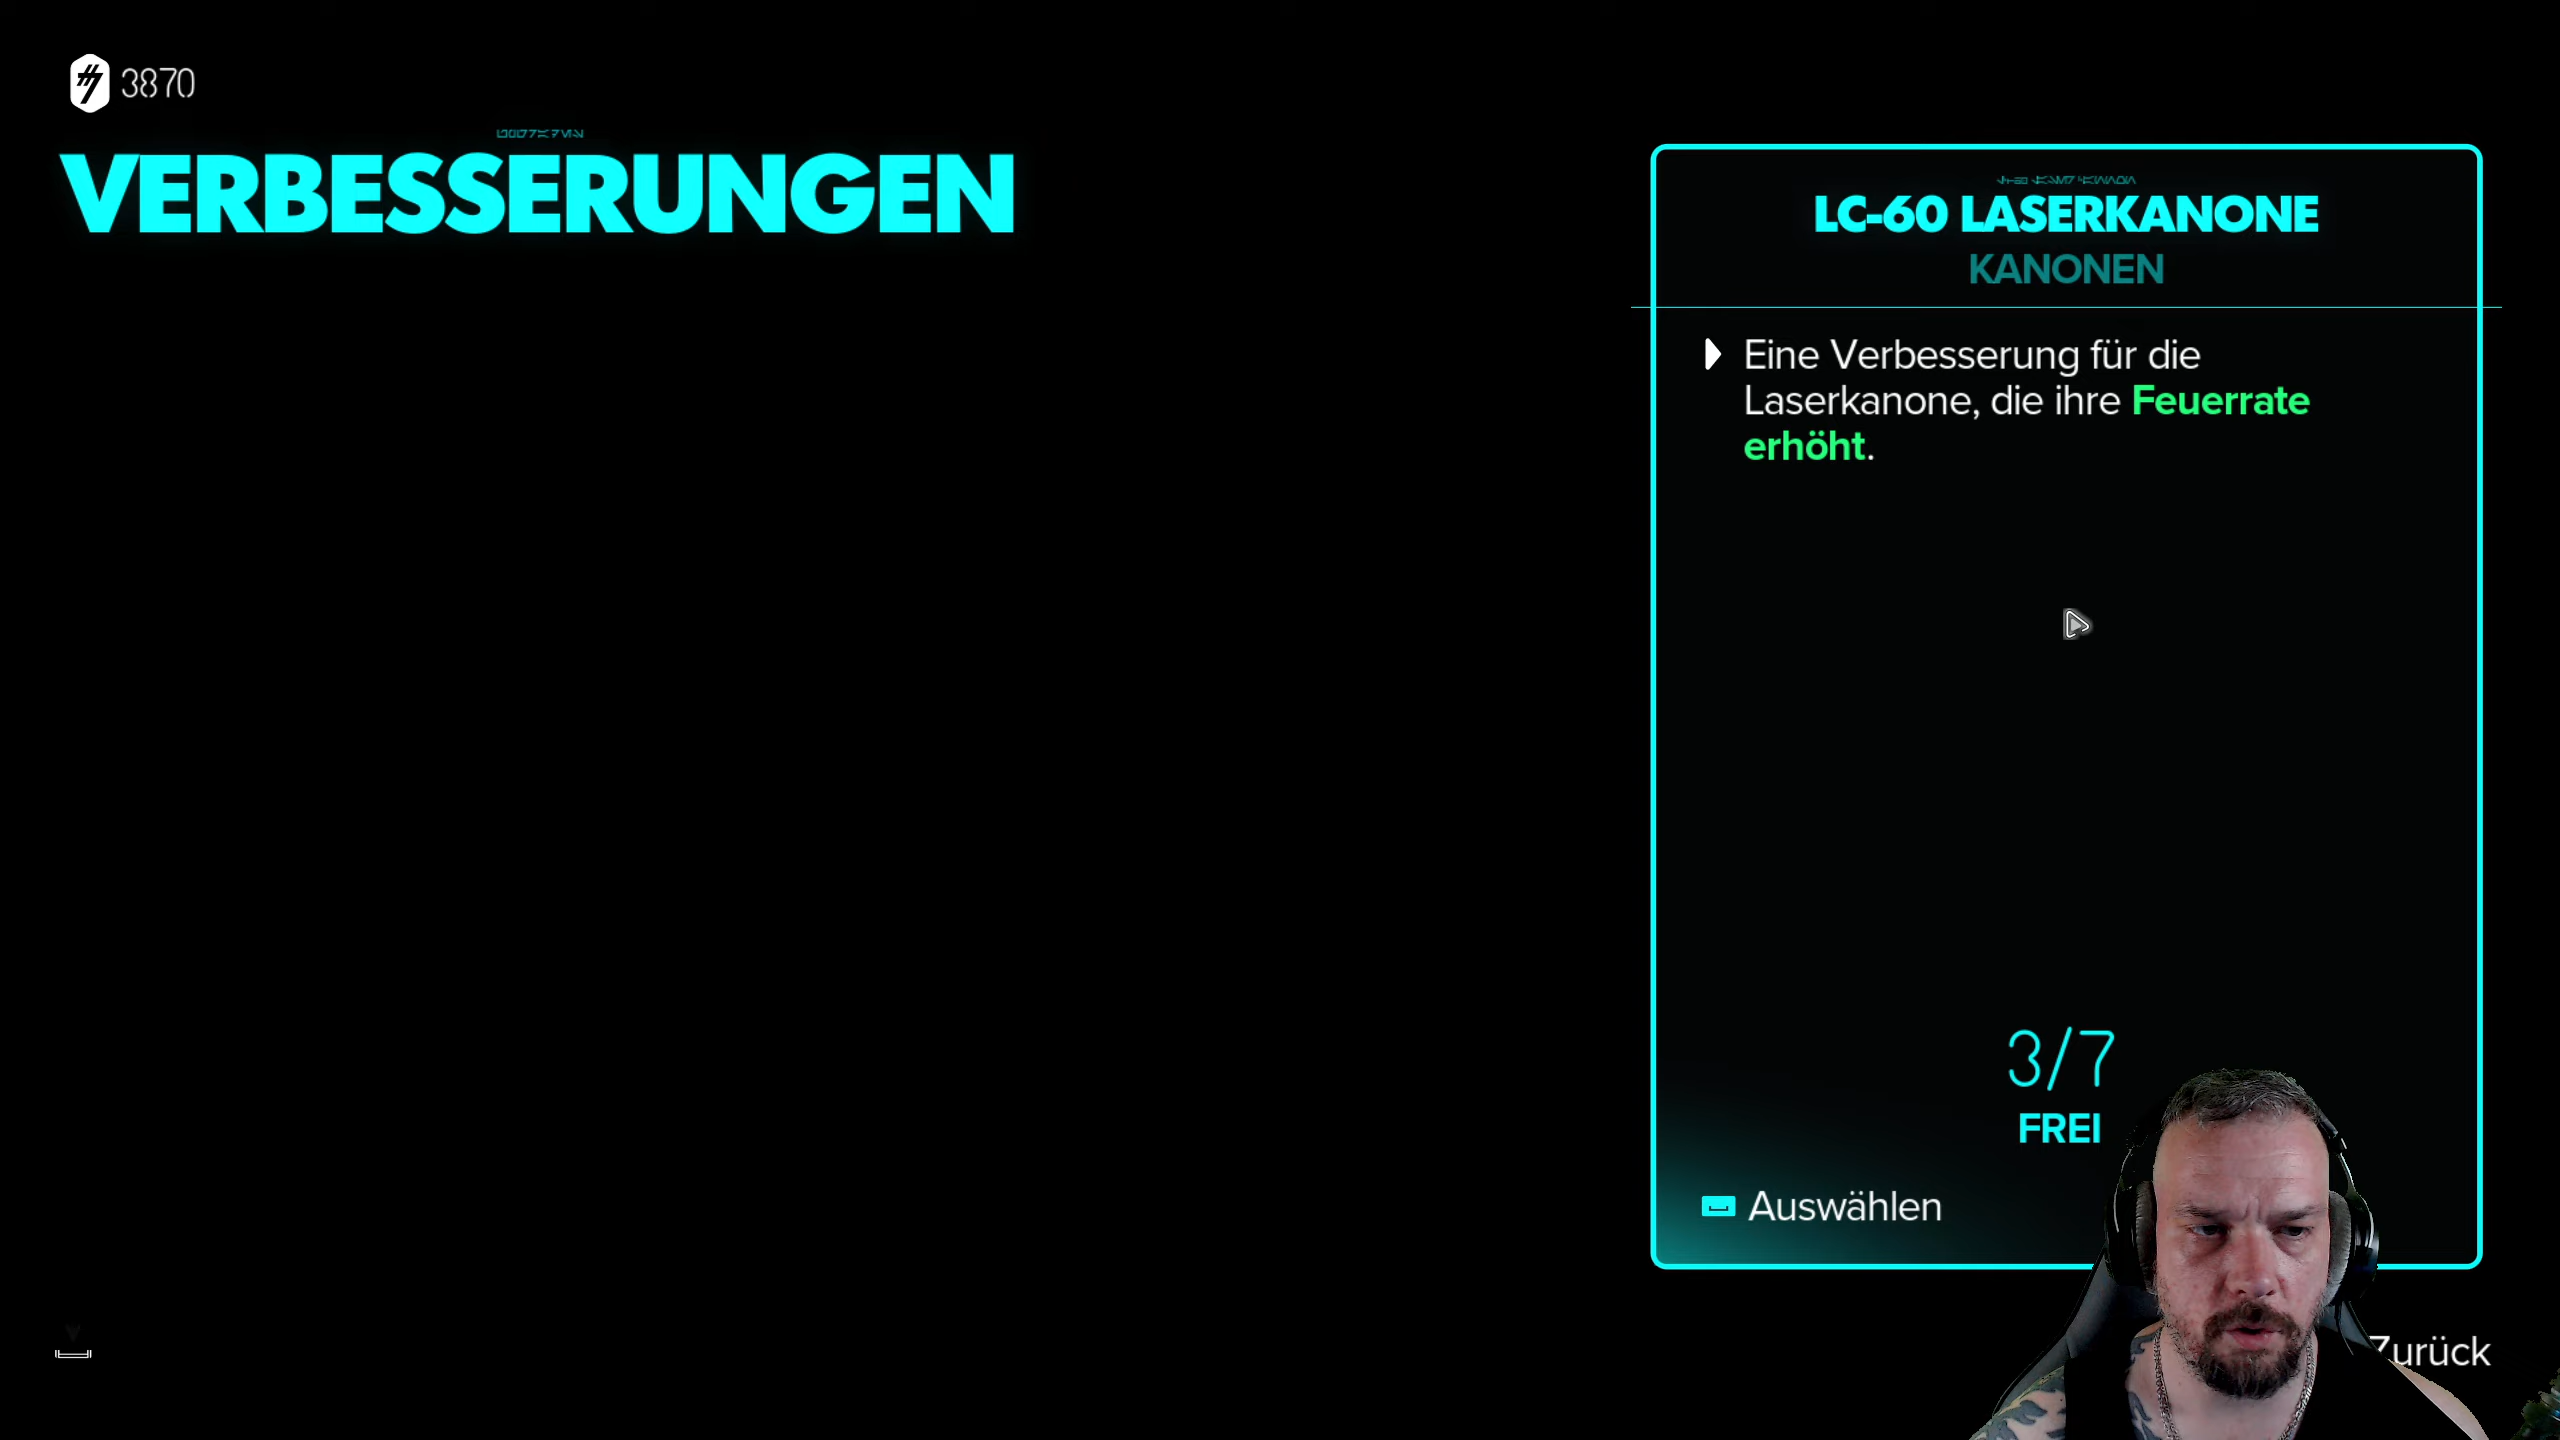 3870
VERBESSERUNGEN
LC-60 LASERKANONE
KANONEN
Eine Verbesserung für die
Laserkanone, die ihre Feuerrate
erhöht.
3/7
FREI
Auswählen
Zurück